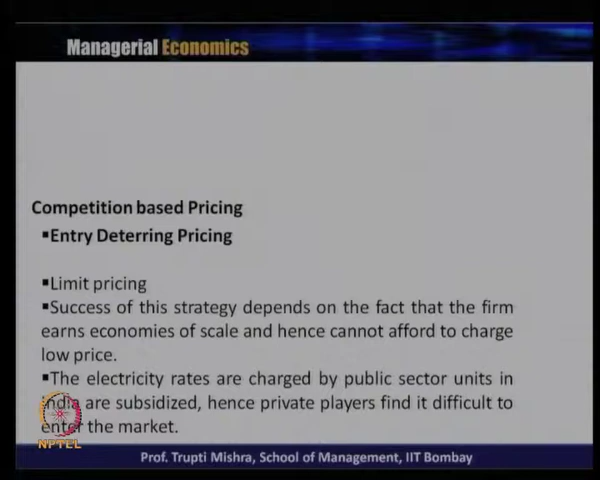 Managerial Economics
Competition based Pricing
▪Entry Deterring Pricing
▪Limit pricing
▪Success of this strategy depends on the fact that the firm
earns economies of scale and hence cannot afford to charge
low price.
▪The electricity rates are charged by public sector units in
India are subsidized, hence private players find it difficult to
enter the market.
NPTEL
Prof. Trupti Mishra, School of Management, IIT Bombay